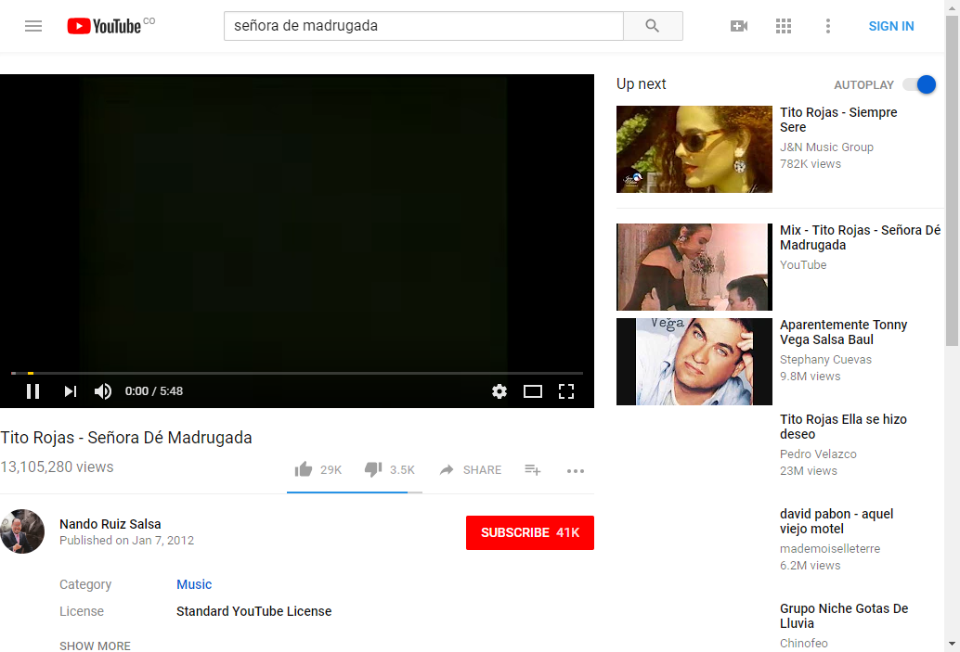 YouTube CO
señora de madrugada
SIGN IN
Up next
AUTOPLAY
Tito Rojas - Siempre
Sere
J&N Music Group
782K views
Mix - Tito Rojas - Señora Dé
Madrugada
YouTube
Vega
Aparentemente Tonny
Vega Salsa Baul
Stephany Cuevas
9.8M views
Tito Rojas Ella se hizo
deseo
Pedro Velazco
23M views
david pabon - aquel
viejo motel
mademoiselleterre
6.2M views
Grupo Niche Gotas De
Lluvia
Chinofeo
0:00 / 5:48
Tito Rojas - Señora Dé Madrugada
13,105,280 views
29K
3.5K
SHARE
Nando Ruiz Salsa
Published on Jan 7, 2012
SUBSCRIBE 41K
Category
Music
License
Standard YouTube License
SHOW MORE